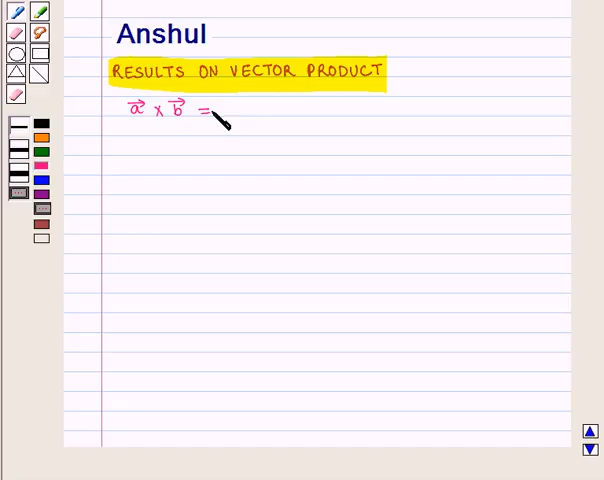 Anshul
RESULTS ON VECTOR PRODUCT
a⃗ × b⃗ =